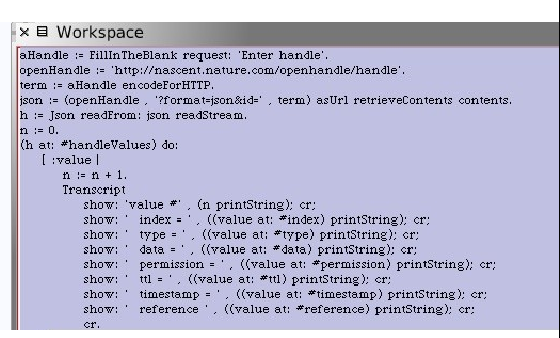 Workspace
aHandle := FillInTheBlank request: 'Enter handle'.
openHandle := 'http://nascent.nature.com/openhandle/handle'.
term := aHandle encodeForHTTP.
json := (openHandle , '?format=json&id=' , term) asUrl retrieveContents contents.
h := Json readFrom: json readStream.
n := 0.
(h at: #handleValues) do:
[ :value |
n := n + 1.
Transcript
show: 'value #' , (n printString); cr;
show: '  index = ' , ((value at: #index) printString); cr;
show: '  type = ' , ((value at: #type) printString); cr;
show: '  data = ' , ((value at: #data) printString); cr;
show: '  permission = ' , ((value at: #permission) printString); cr;
show: '  ttl = ' , ((value at: #ttl) printString); cr;
show: '  timestamp = ' , ((value at: #timestamp) printString); cr;
show: '  reference ' , ((value at: #reference) printString); cr;
cr.